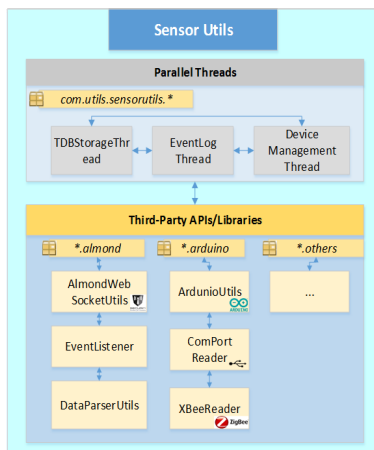 Sensor Utils
Parallel Threads
com.utils.sensorutils.*
TDBStorageThr
ead
EventLog
Thread
Device
Management
Thread
Third-Party APIs/Libraries
*.almond
*.arduino
*.others
AlmondWeb
SocketUtils
ArdunioUtils
ARDUINO
...
EventListener
ComPort
Reader
DataParserUtils
XBeeReader
ZigBee